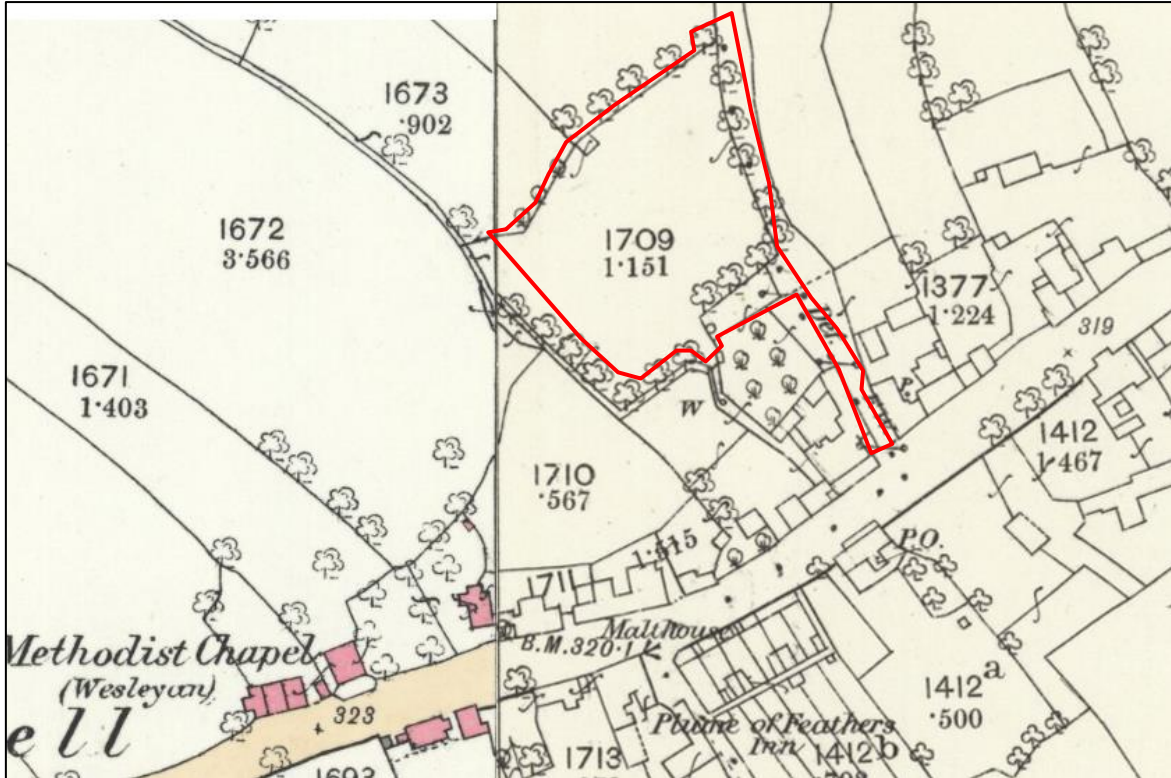 1673
·902
1672
3·566
1709
1·151
1377
1·224
319
1671
1·403
W
Def.
P.
1412
1·467
1710
·567
P.O.
1·515
1711
B.M.320·1
Malthouse
Methodist Chapel
(Wesleyan)
323
ell
1412a
·500
Plume of Feathers
Inn
1412b
1713
1693